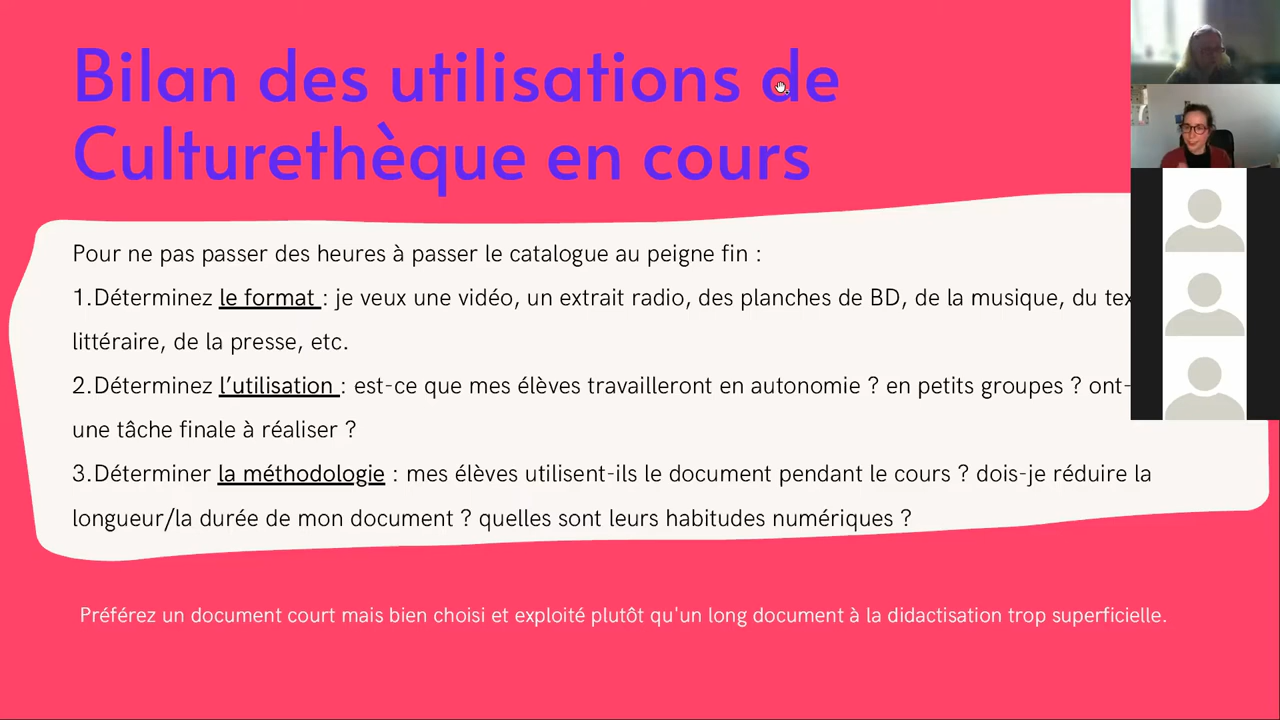 Bilan des utilisations de
Culturethèque en cours
Pour ne pas passer des heures à passer le catalogue au peigne fin :
1.Déterminez le format : je veux une vidéo, un extrait radio, des planches de BD, de la musique, du
littéraire, de la presse, etc.
2.Déterminez l’utilisation : est-ce que mes élèves travailleront en autonomie ? en petits groupes ? ont-
une tâche finale à réaliser ?
3.Déterminer la méthodologie : mes élèves utilisent-ils le document pendant le cours ? dois-je réduire la
longueur/la durée de mon document ? quelles sont leurs habitudes numériques ?
Préférez un document court mais bien choisi et exploité plutôt qu'un long document à la didactisation trop superficielle.